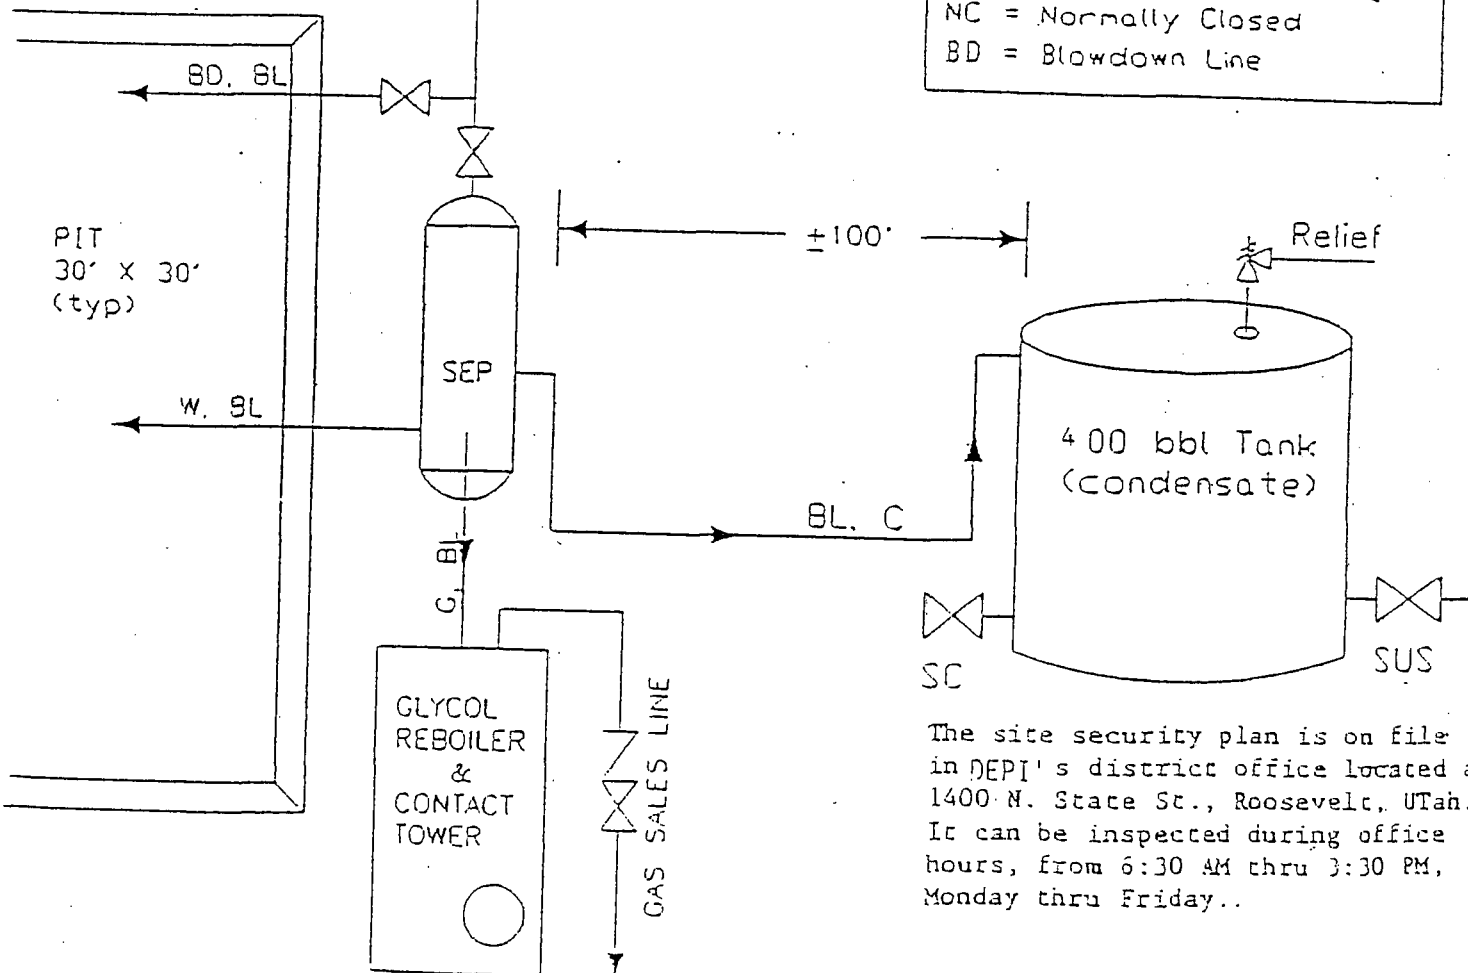 NC = Normally Closed
BD = Blowdown Line
BD, BL
PIT
30' X 30'
(typ)
±100'
Relief
SEP
W, BL
400 bbl Tank
(condensate)
BL, C
G, BL
SC
SUS
GLYCOL
REBOILER
&
CONTACT
TOWER
GAS SALES LINE
The site security plan is on file
in DEPI's district office located
1400 N. State St., Roosevelt, UTah.
It can be inspected during office
hours, from 6:30 AM thru 3:30 PM,
Monday thru Friday..